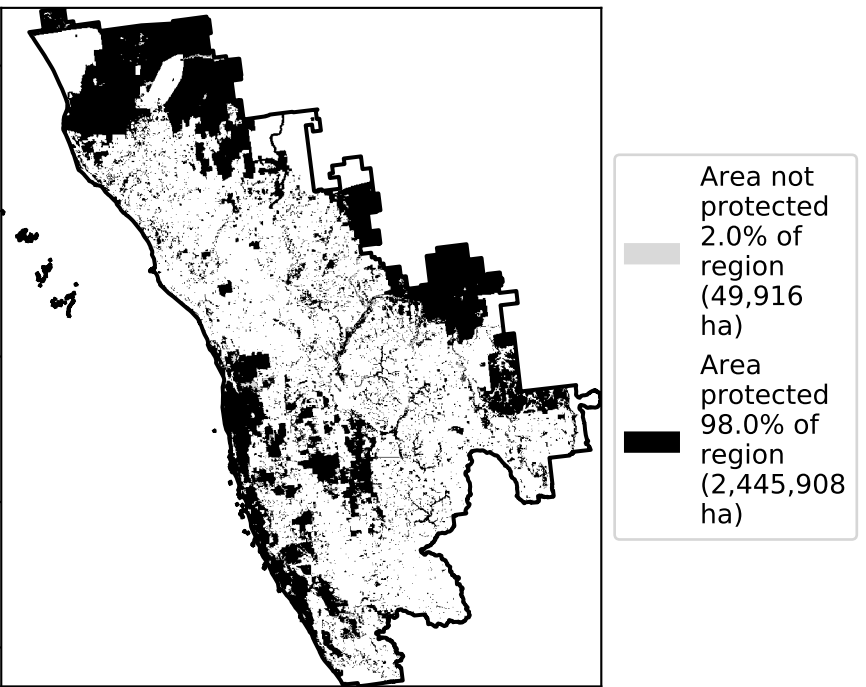 Area not
protected
2.0% of
region
(49,916
ha)
Area
protected
98.0% of
region
(2,445,908
ha)